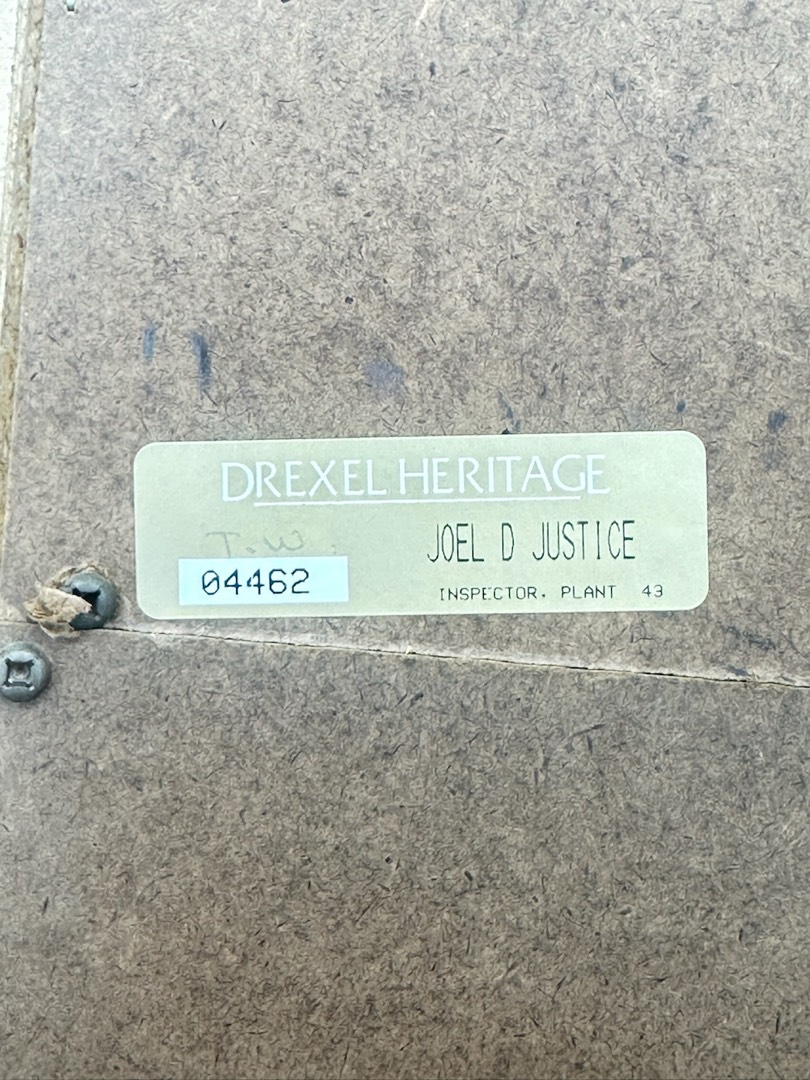 DREXEL HERITAGE
JOEL D JUSTICE
04462
INSPECTOR. PLANT 43